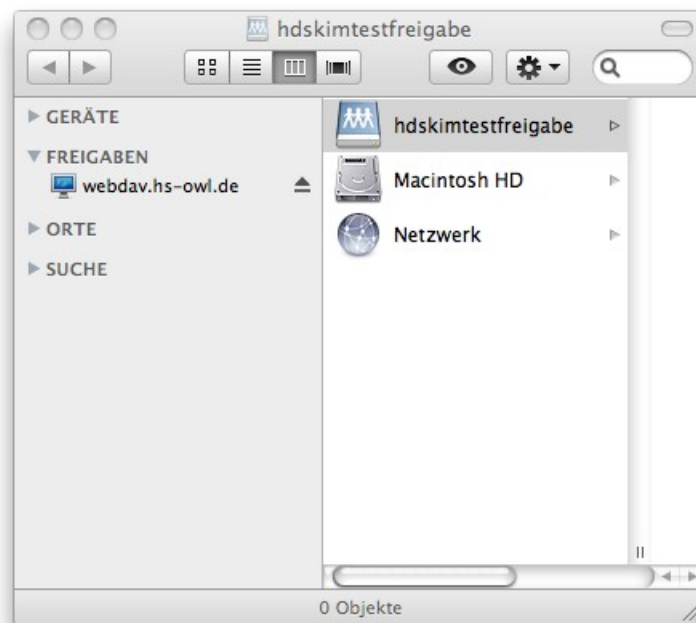 hdskimtestfreigabe
GERÄTE
FREIGABEN
webdav.hs-owl.de
ORTE
SUCHE
hdskimtestfreigabe
Macintosh HD
Netzwerk
0 Objekte